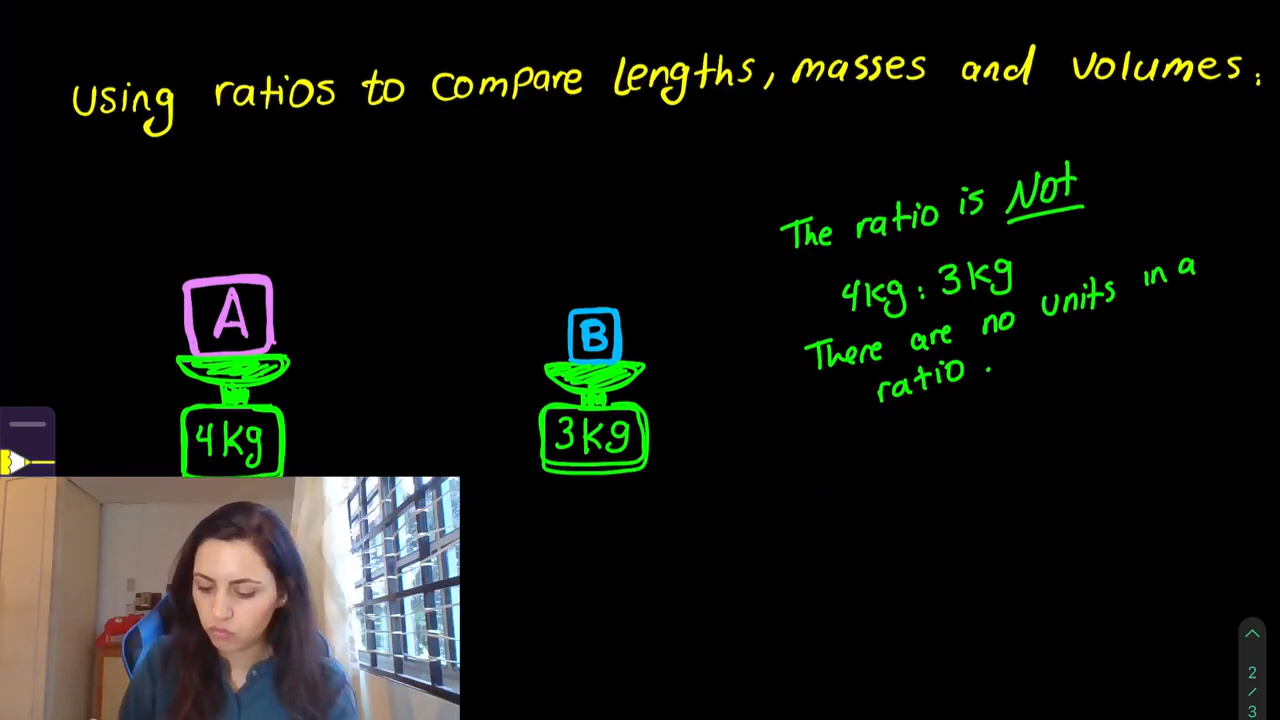 Using ratios to compare lengths, masses and volumes:
The ratio is Not
4kg : 3kg
There are no units in a
ratio.
A
B
4kg
3kg
2
/
3